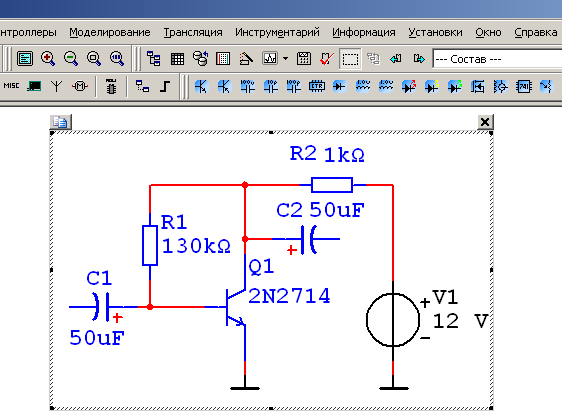 нтроллеры Моделирование Трансляция Инструментарий Информация Установки Окно Справка
--- Состав ---
MISC
R2 1kΩ
C2 50uF
R1
130kΩ
Q1
2N2714
C1
50uF
V1
12 V